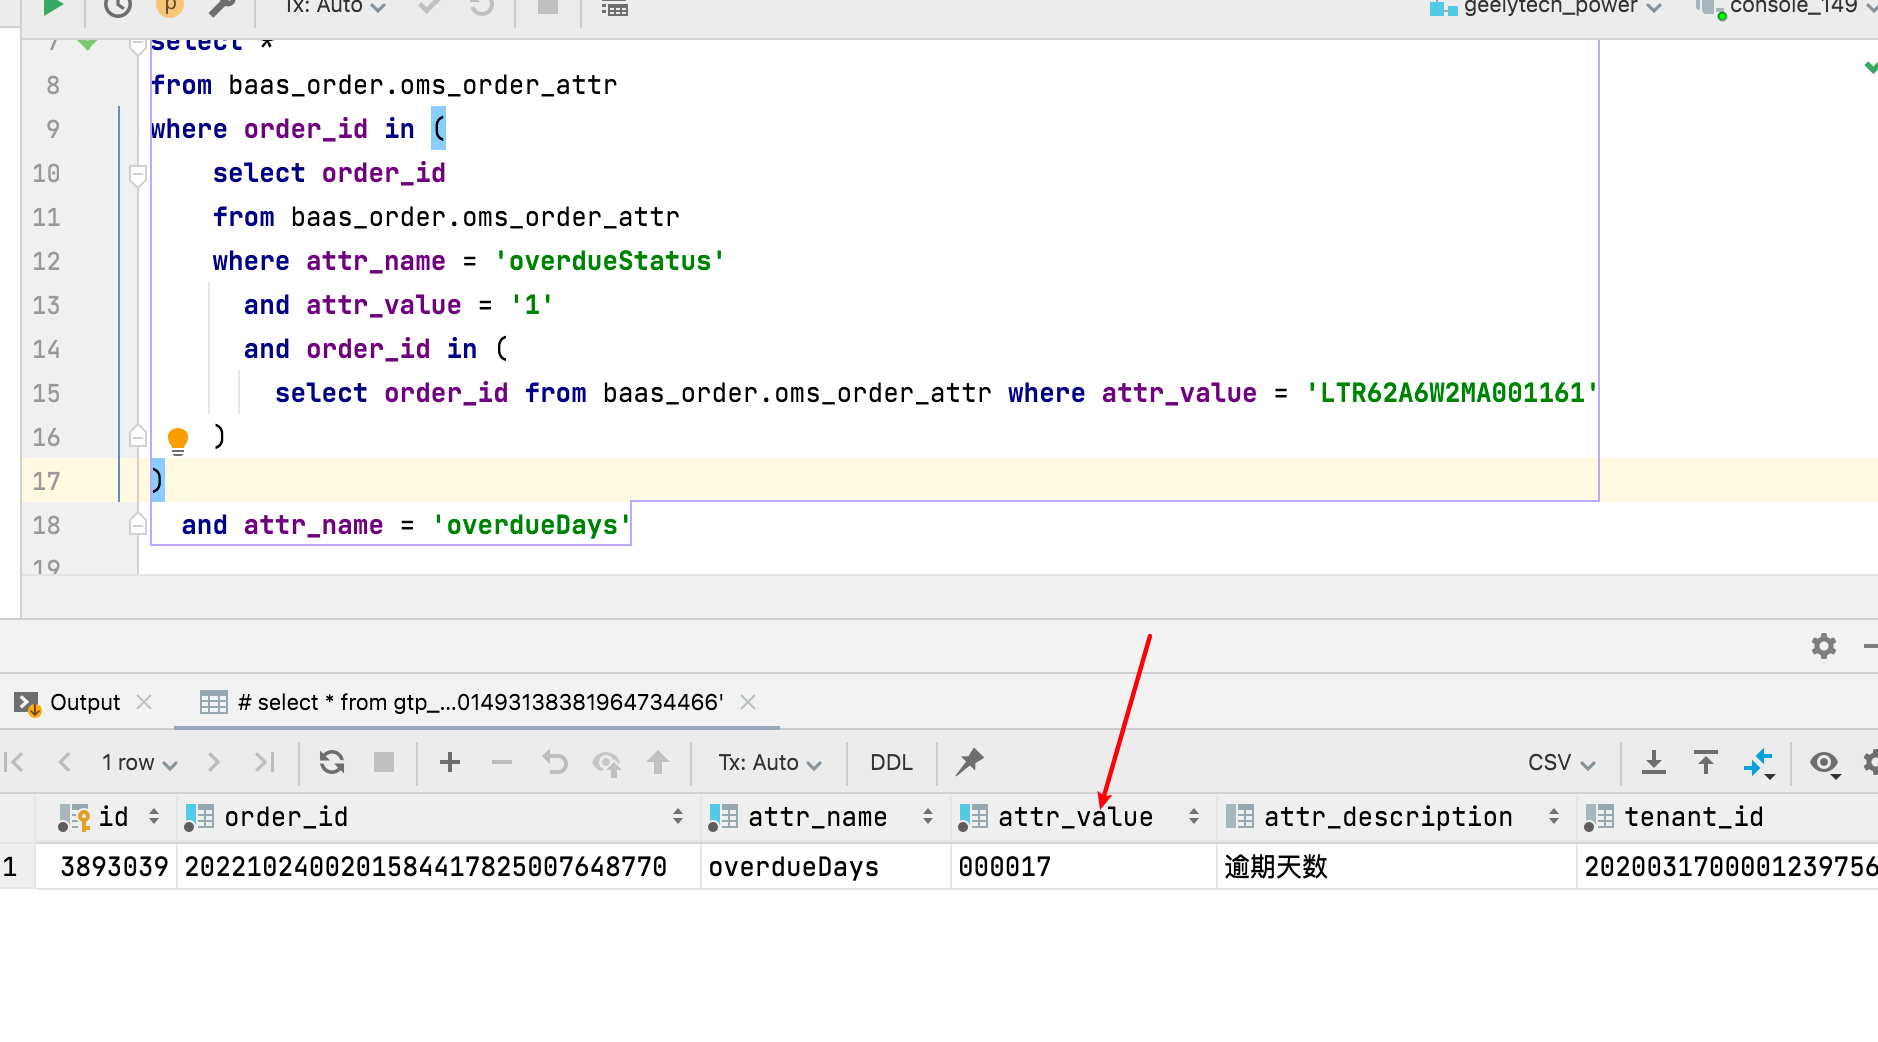 Tx: Auto
geelytech_power
console_149
7 select *
8 from baas_order.oms_order_attr
9 where order_id in (
10 select order_id
11 from baas_order.oms_order_attr
12 where attr_name = 'overdueStatus'
13 and attr_value = '1'
14 and order_id in (
15 select order_id from baas_order.oms_order_attr where attr_value = 'LTR62A6W2MA001161'
16 )
17 )
18 and attr_name = 'overdueDays'
19
Output
# select * from gtp_...01493138381964734466'
1 row
Tx: Auto
DDL
CSV
id order_id attr_name attr_value attr_description tenant_id
1 3893039 20221024002015844178250076​48770 overdueDays 000017 逾期天数 2020031700001239756